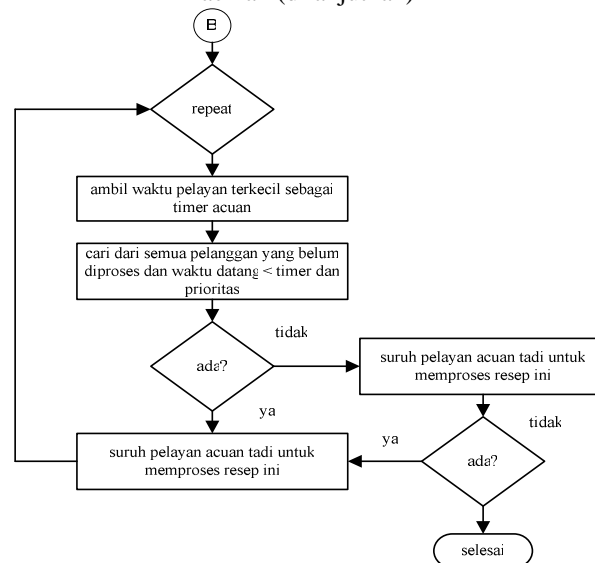 B
repeat
ambil waktu pelayan terkecil sebagai
timer acuan
cari dari semua pelanggan yang belum
diproses dan waktu datang < timer dan
prioritas
tidak
ada?
suruh pelayan acuan tadi untuk
memproses resep ini
ya
tidak
suruh pelayan acuan tadi untuk
memproses resep ini
ya
ada?
selesai